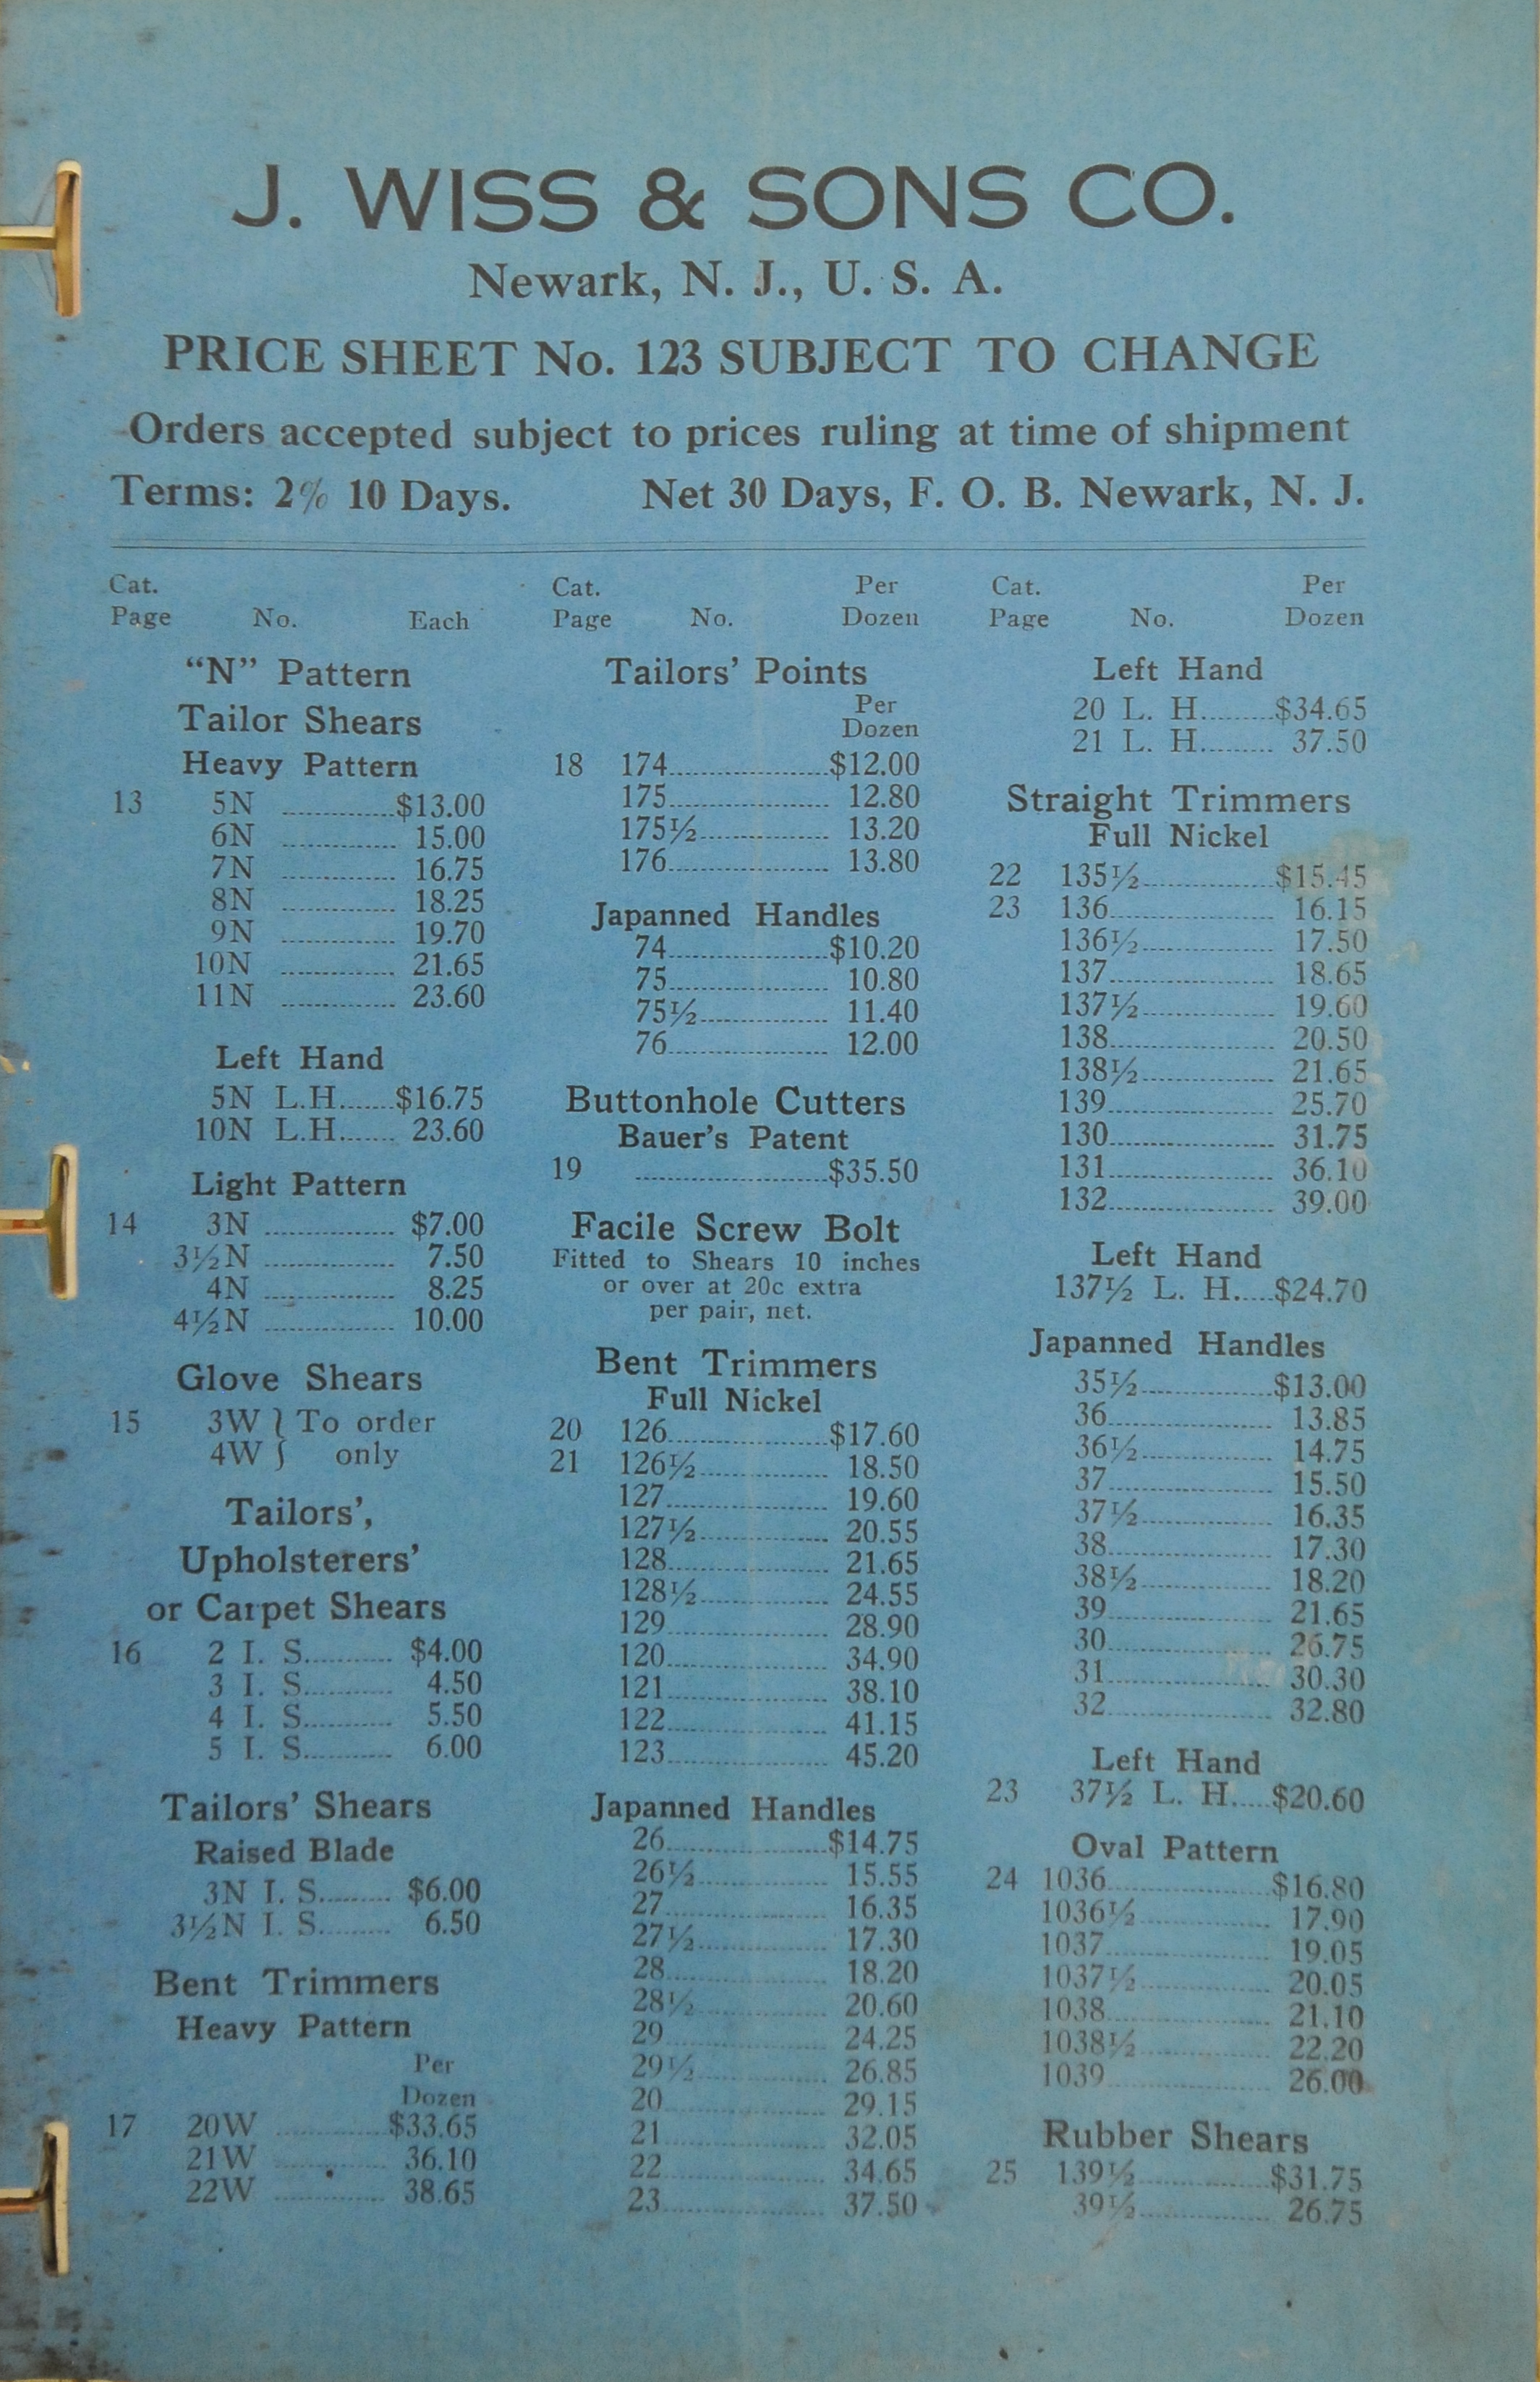 J. WISS & SONS CO.
Newark, N. J., U. S. A.
PRICE SHEET No. 123 SUBJECT TO CHANGE
Orders accepted subject to prices ruling at time of shipment
Terms: 2% 10 Days. Net 30 Days, F. O. B. Newark, N. J.
Cat.
Page No. Each
"N" Pattern
Tailor Shears
Heavy Pattern
13 5N $13.00
6N 15.00
7N 16.75
8N 18.25
9N 19.70
10N 21.65
11N 23.60
Left Hand
5N L.H. $16.75
10N L.H. 23.60
Light Pattern
14 3N $7.00
3½N 7.50
4N 8.25
4½N 10.00
Glove Shears
15 3W } To order
4W } only
Tailors',
Upholsterers'
or Carpet Shears
16 2 I. S. $4.00
3 I. S. 4.50
4 I. S. 5.50
5 I. S. 6.00
Tailors' Shears
Raised Blade
3N I. S. $6.00
3½N I. S. 6.50
Bent Trimmers
Heavy Pattern
Per
Dozen
17 20W $33.65
21W 36.10
22W 38.65
Cat. Per
Page No. Dozen
Tailors' Points
Per
Dozen
18 174 $12.00
175 12.80
175½ 13.20
176 13.80
Japanned Handles
74 $10.20
75 10.80
75½ 11.40
76 12.00
Buttonhole Cutters
Bauer's Patent
19 $35.50
Facile Screw Bolt
Fitted to Shears 10 inches
or over at 20c extra
per pair, net.
Bent Trimmers
Full Nickel
20 126 $17.60
21 126½ 18.50
127 19.60
127½ 20.55
128 21.65
128½ 24.55
129 28.90
120 34.90
121 38.10
122 41.15
123 45.20
Japanned Handles
26 $14.75
26½ 15.55
27 16.35
27½ 17.30
28 18.20
28½ 20.60
29 24.25
29½ 26.85
20 29.15
21 32.05
22 34.65
23 37.50
Cat. Per
Page No. Dozen
Left Hand
20 L. H. $34.65
21 L. H. 37.50
Straight Trimmers
Full Nickel
22 135½ $15.45
23 136 16.15
136½ 17.50
137 18.65
137½ 19.60
138 20.50
138½ 21.65
139 25.70
130 31.75
131 36.10
132 39.00
Left Hand
137½ L. H. $24.70
Japanned Handles
35½ $13.00
36 13.85
36½ 14.75
37 15.50
37½ 16.35
38 17.30
38½ 18.20
39 21.65
30 26.75
31 30.30
32 32.80
Left Hand
23 37½ L. H. $20.60
Oval Pattern
24 1036 $16.80
1036½ 17.90
1037 19.05
1037½ 20.05
1038 21.10
1038½ 22.20
1039 26.00
Rubber Shears
25 139½ $31.75
39½ 26.75